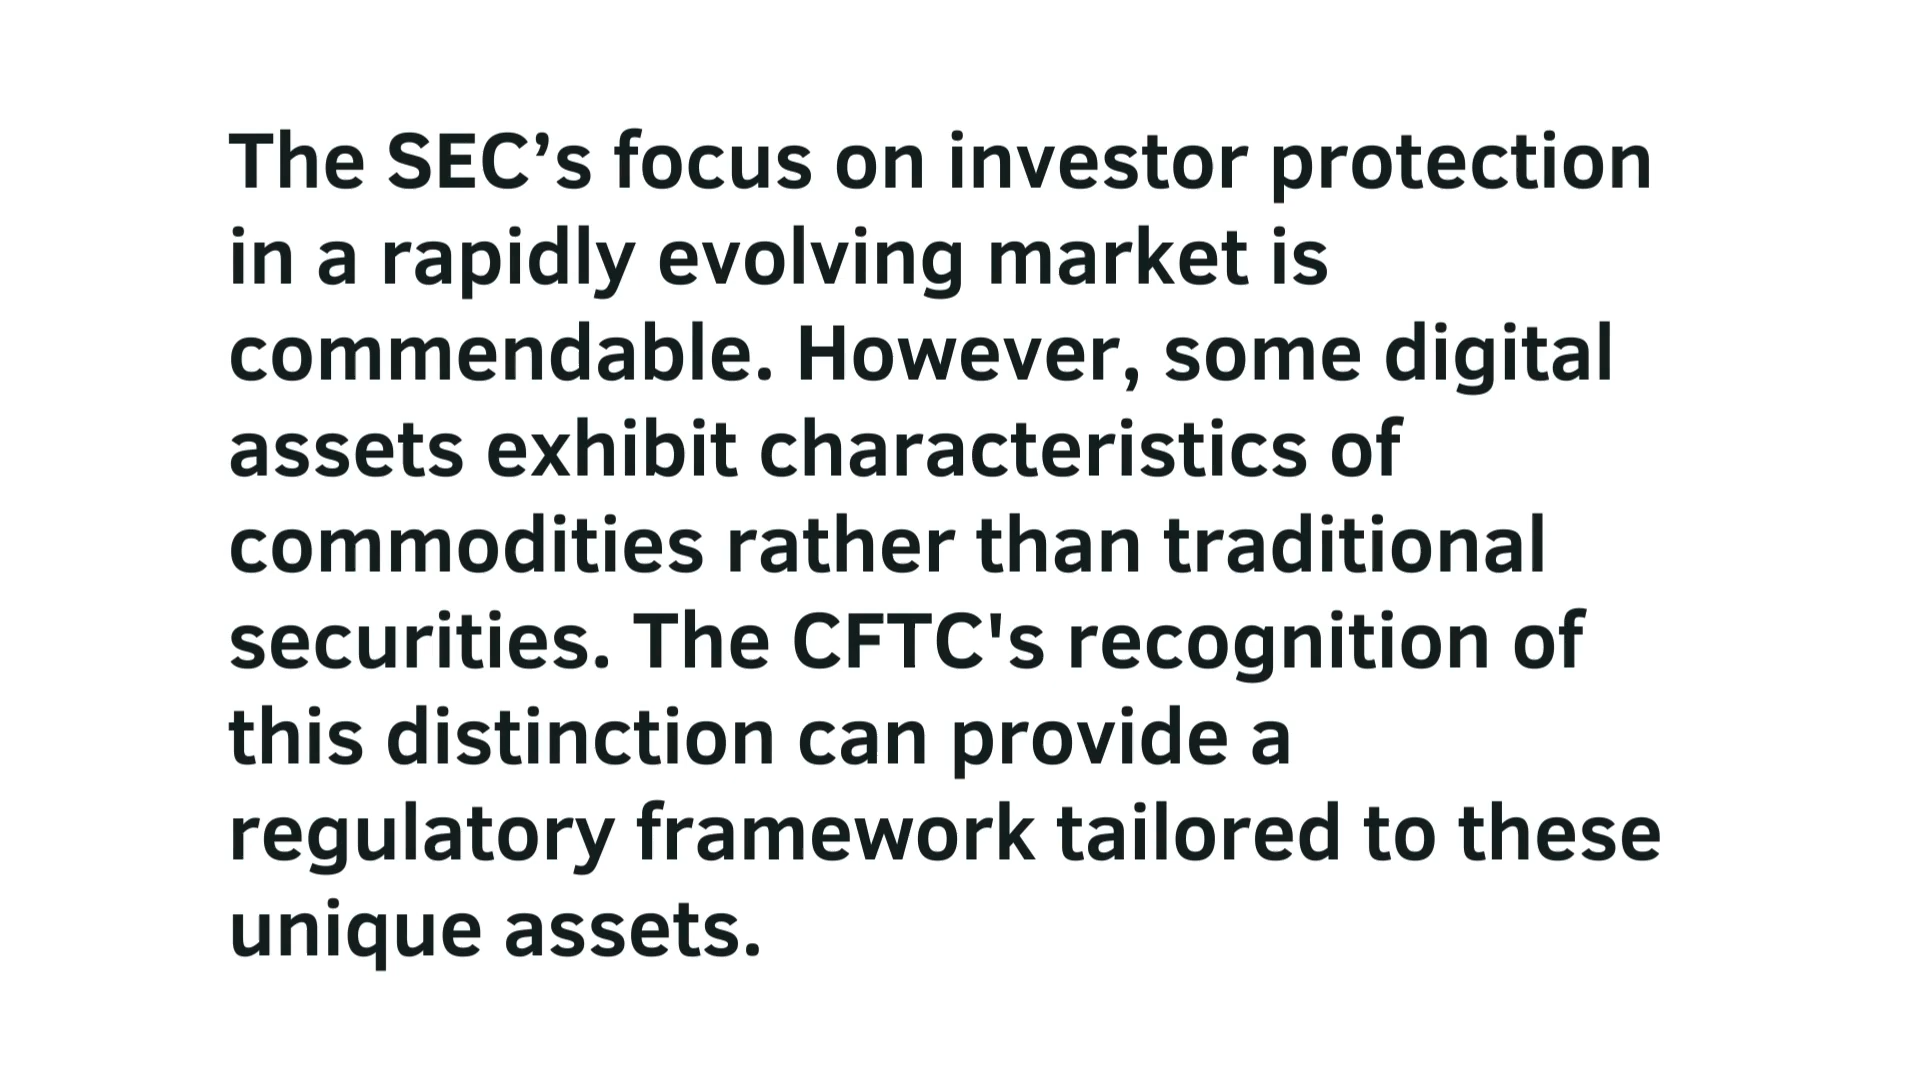 The SEC’s focus on investor protection
in a rapidly evolving market is
commendable. However, some digital
assets exhibit characteristics of
commodities rather than traditional
securities. The CFTC's recognition of
this distinction can provide a
regulatory framework tailored to these
unique assets.